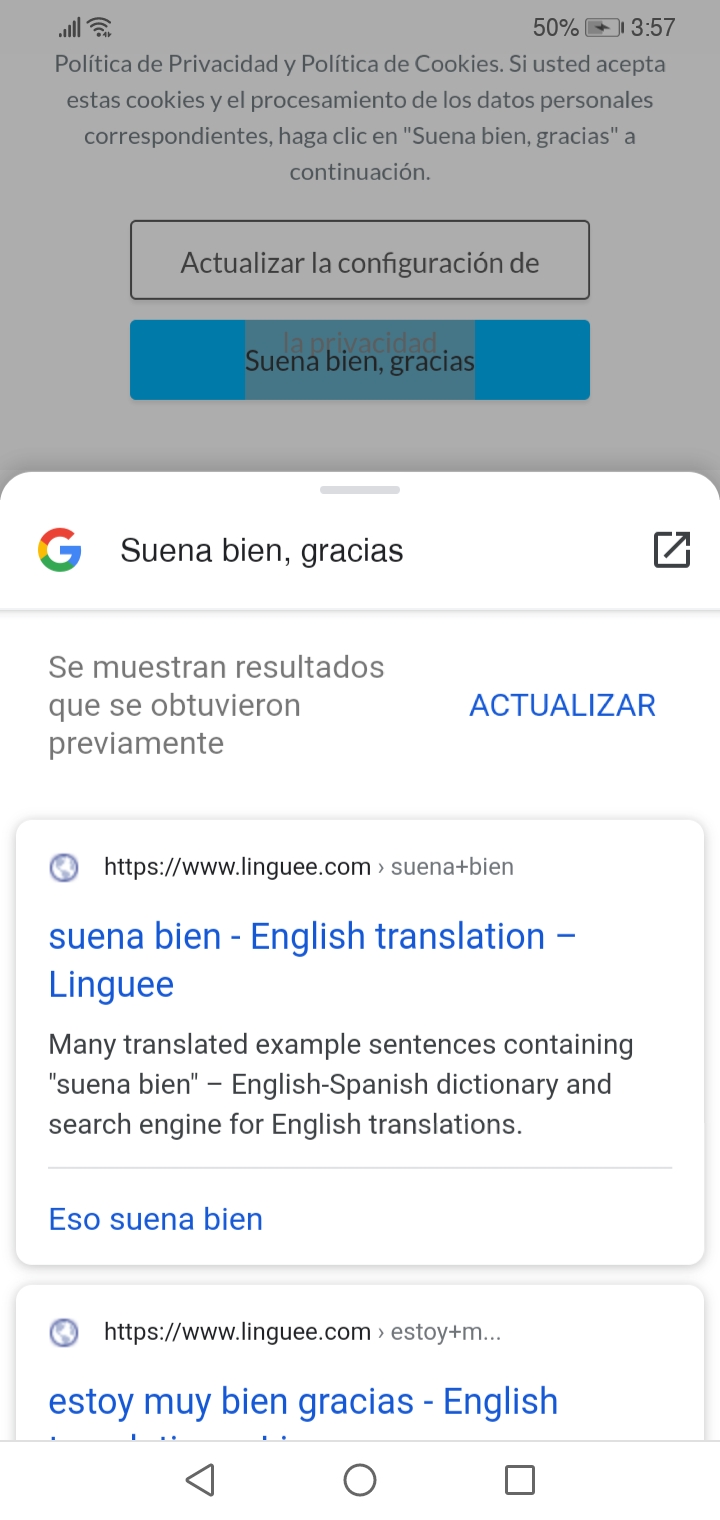 50% 3:57
Política de Privacidad y Política de Cookies. Si usted acepta
estas cookies y el procesamiento de los datos personales
correspondientes, haga clic en "Suena bien, gracias" a
continuación.
Actualizar la configuración de
la privacidad
Suena bien, gracias
Suena bien, gracias
Se muestran resultados
que se obtuvieron
previamente
ACTUALIZAR
https://www.linguee.com › suena+bien
suena bien - English translation –
Linguee
Many translated example sentences containing
"suena bien" – English-Spanish dictionary and
search engine for English translations.
Eso suena bien
https://www.linguee.com › estoy+m...
estoy muy bien gracias - English